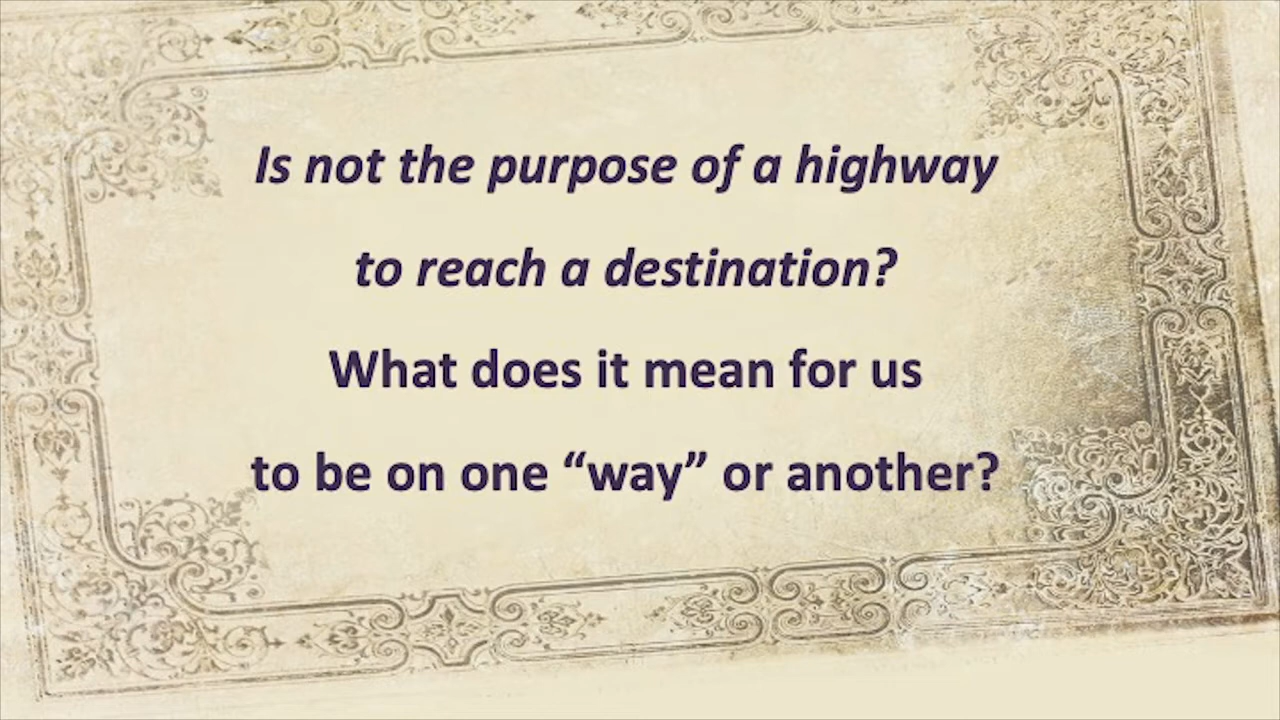 Is not the purpose of a highway
to reach a destination?
What does it mean for us
to be on one “way” or another?